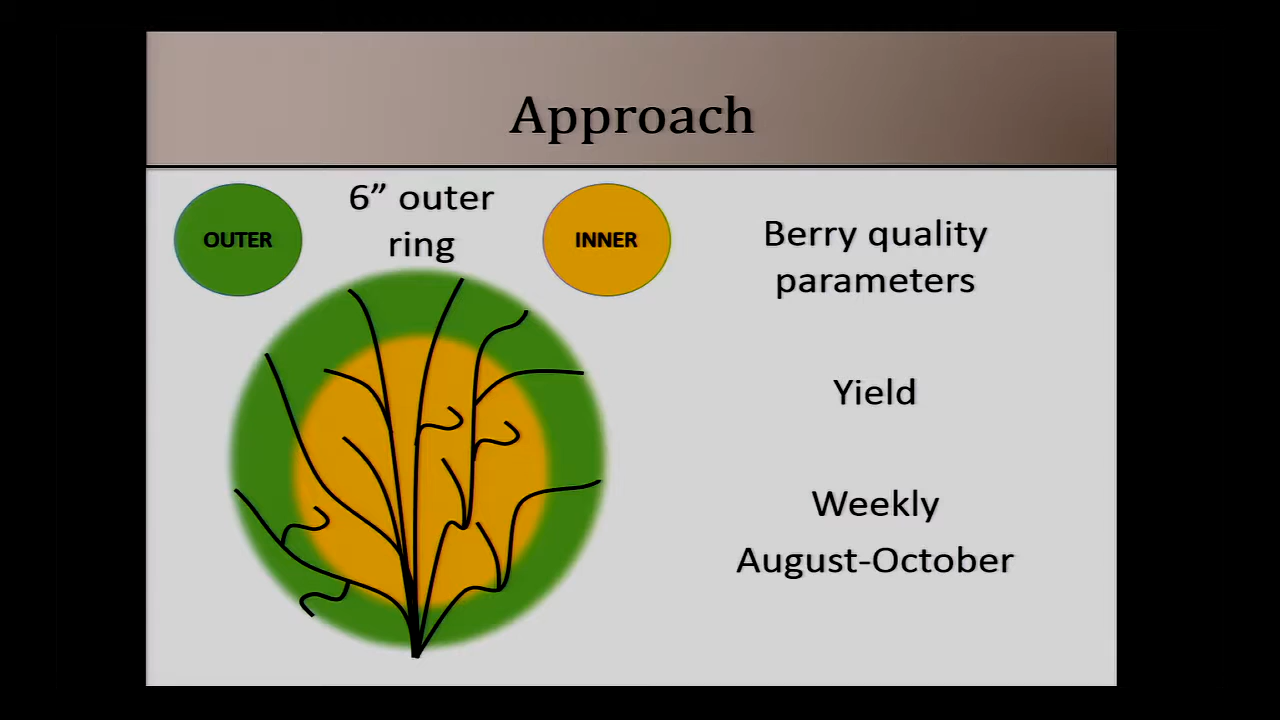 Approach
OUTER
6” outer
ring
INNER
Berry quality
parameters
Yield
Weekly
August-October